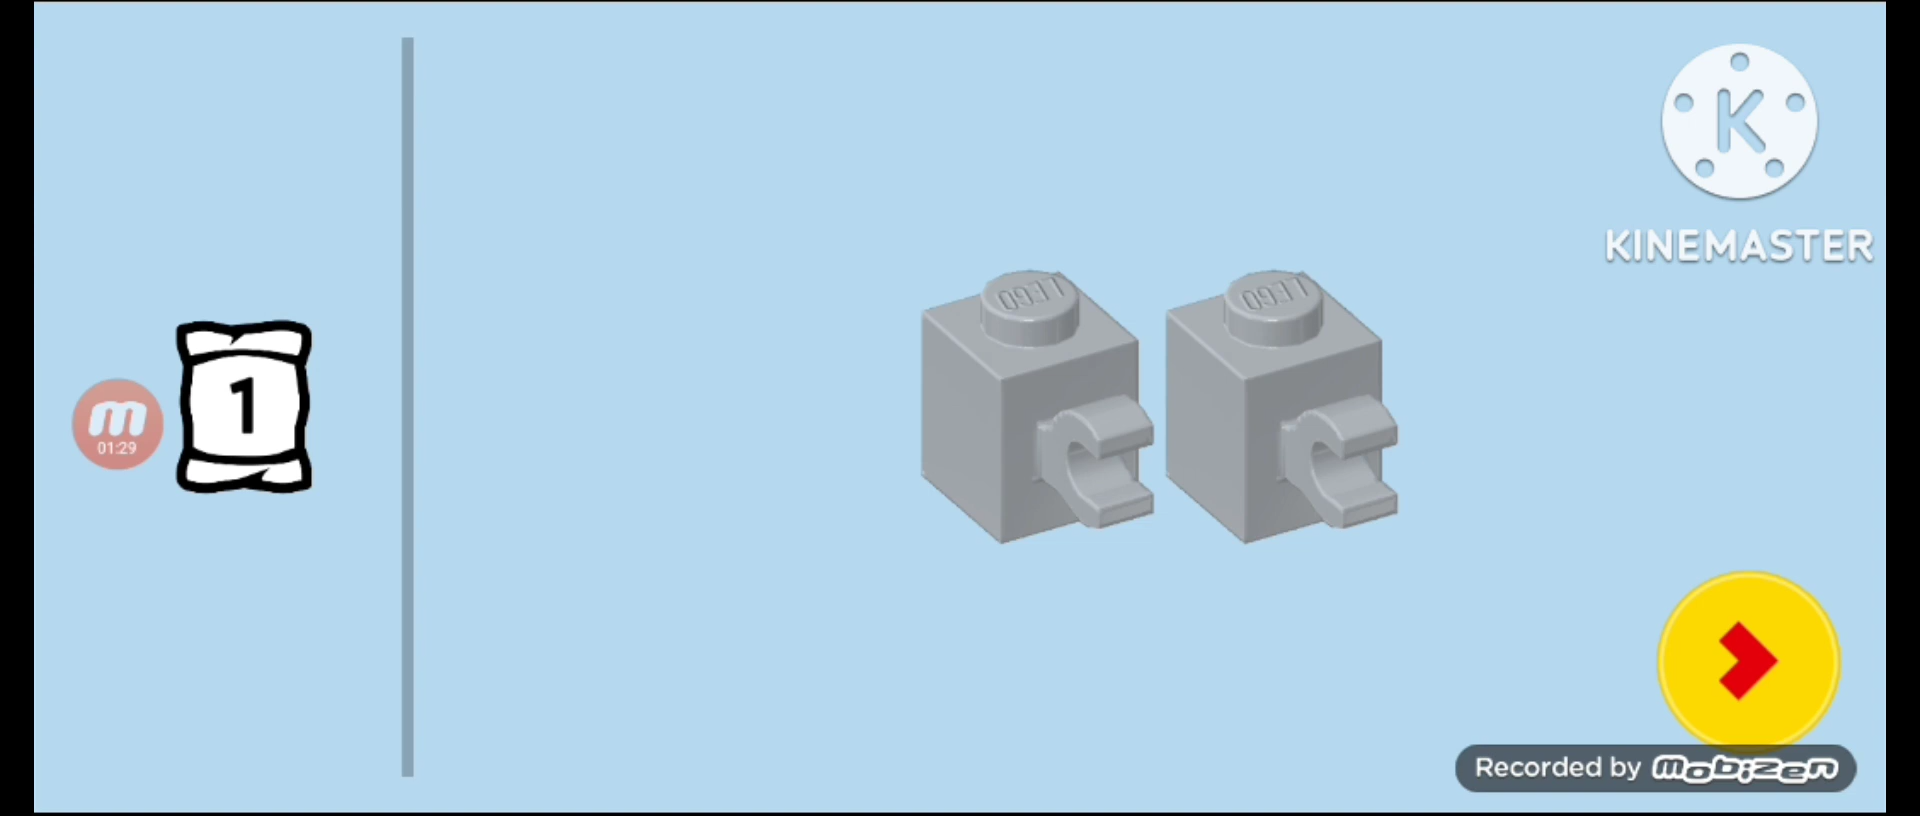 K
KINEMASTER
LEGO
LEGO
1
m
01:29
Recorded by mobizen